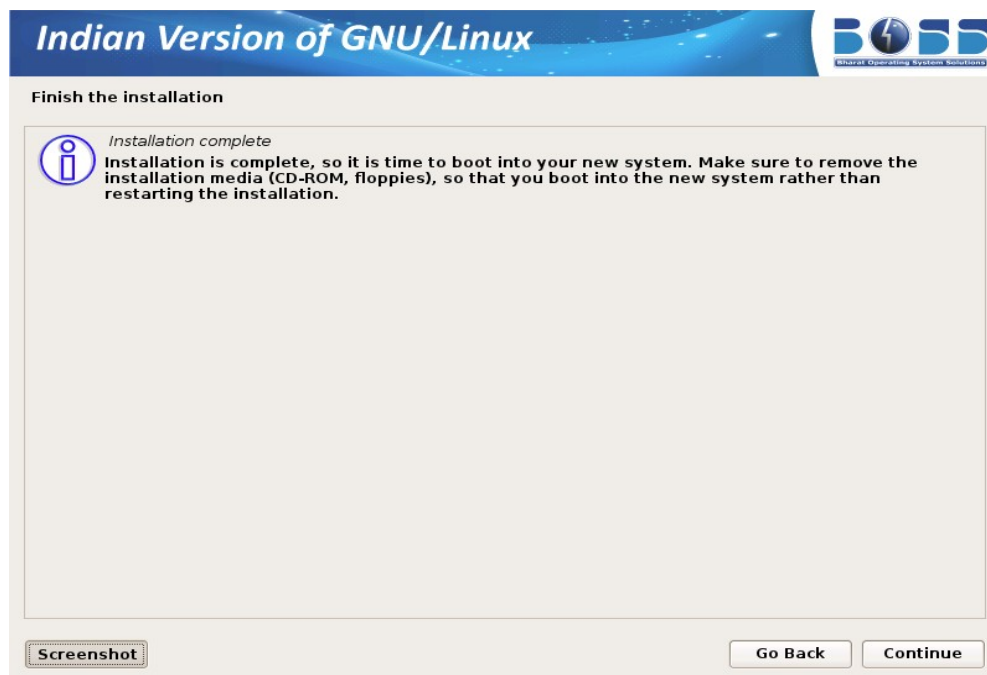 Indian Version of GNU/Linux
BOSS
Bharat Operating System Solutions
Finish the installation
Installation complete
Installation is complete, so it is time to boot into your new system. Make sure to remove the
installation media (CD-ROM, floppies), so that you boot into the new system rather than
restarting the installation.
Screenshot
Go Back
Continue